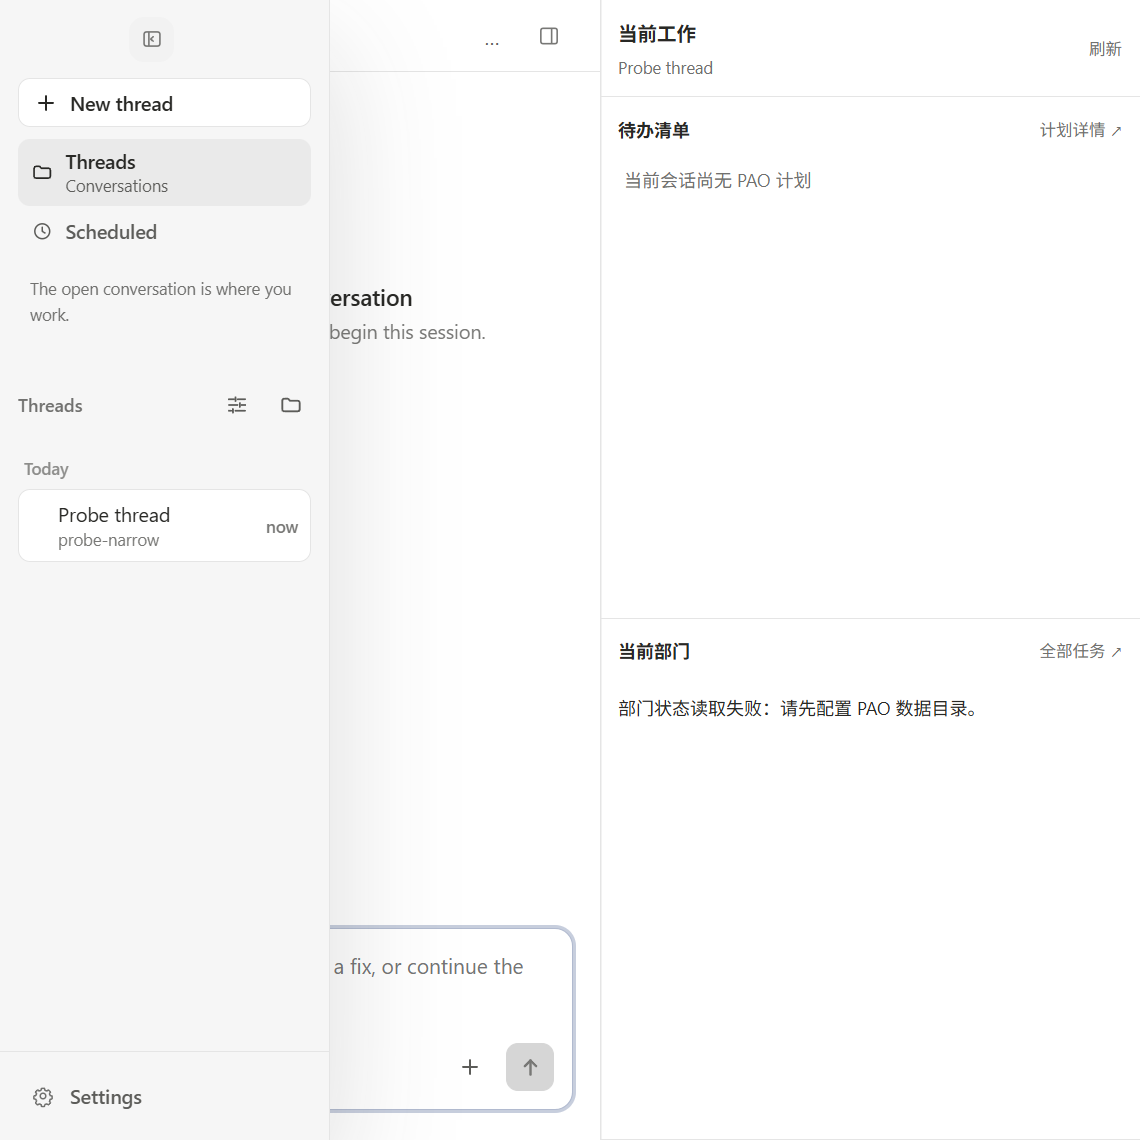 New thread
Threads
Conversations
Scheduled
The open conversation is where you
work.
Threads
Today
Probe thread
probe-narrow
now
Settings
...
ersation
begin this session.
a fix, or continue the
当前工作
Probe thread
刷新
待办清单
计划详情 ↗
当前会话尚无 PAO 计划
当前部门
全部任务 ↗
部门状态读取失败：请先配置 PAO 数据目录。